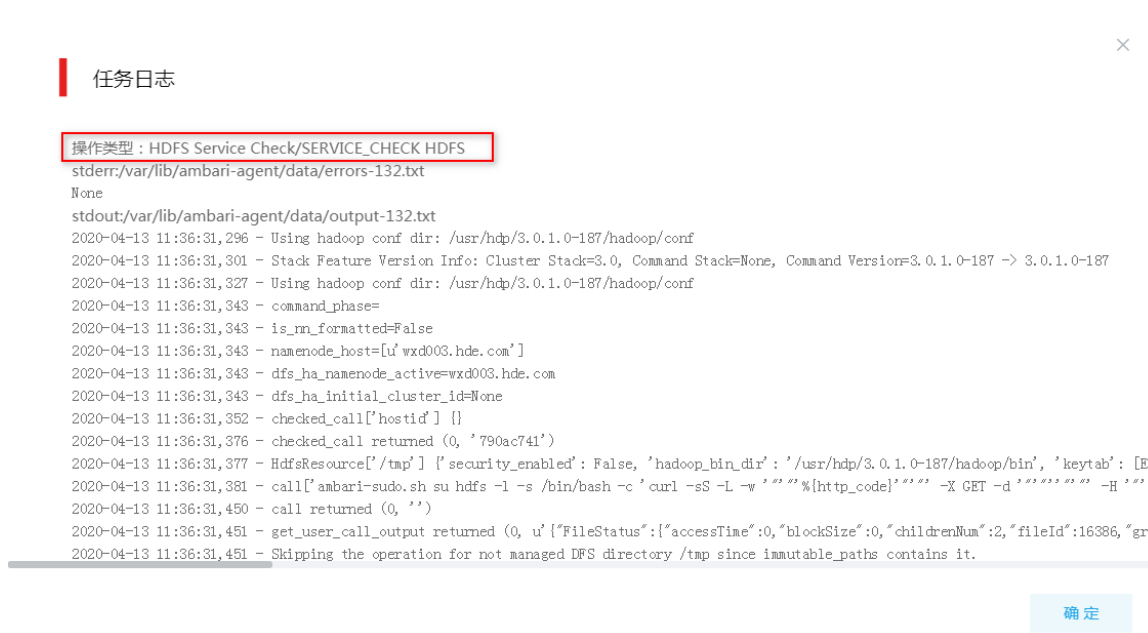 任务日志
操作类型：HDFS Service Check/SERVICE_CHECK HDFS
stderr:/var/lib/ambari-agent/data/errors-132.txt
None
stdout:/var/lib/ambari-agent/data/output-132.txt
2020-04-13 11:36:31,296 - Using hadoop conf dir: /usr/hdp/3.0.1.0-187/hadoop/conf
2020-04-13 11:36:31,301 - Stack Feature Version Info: Cluster Stack=3.0, Command Stack=None, Command Version=3.0.1.0-187 -> 3.0.1.0-187
2020-04-13 11:36:31,327 - Using hadoop conf dir: /usr/hdp/3.0.1.0-187/hadoop/conf
2020-04-13 11:36:31,343 - command_phase=
2020-04-13 11:36:31,343 - is_nn_formatted=False
2020-04-13 11:36:31,343 - namenode_host=[u'wxd003.hde.com']
2020-04-13 11:36:31,343 - dfs_ha_namenode_active=wxd003.hde.com
2020-04-13 11:36:31,343 - dfs_ha_initial_cluster_id=None
2020-04-13 11:36:31,352 - checked_call['hostid'] {}
2020-04-13 11:36:31,376 - checked_call returned (0, '790ac741')
2020-04-13 11:36:31,377 - HdfsResource['/tmp'] {'security_enabled': False, 'hadoop_bin_dir': '/usr/hdp/3.0.1.0-187/hadoop/bin', 'keytab': [E
2020-04-13 11:36:31,381 - call['ambari-sudo.sh su hdfs -l -s /bin/bash -c 'curl -sS -L -w '"'"'%{http_code}'"'"' -X GET -d '"'"''"'"' -H '"'
2020-04-13 11:36:31,450 - call returned (0, '')
2020-04-13 11:36:31,451 - get_user_call_output returned (0, u'{"FileStatus":{"accessTime":0,"blockSize":0,"childrenNum":2,"fileId":16386,"gr
2020-04-13 11:36:31,451 - Skipping the operation for not managed DFS directory /tmp since immutable_paths contains it.
确 定